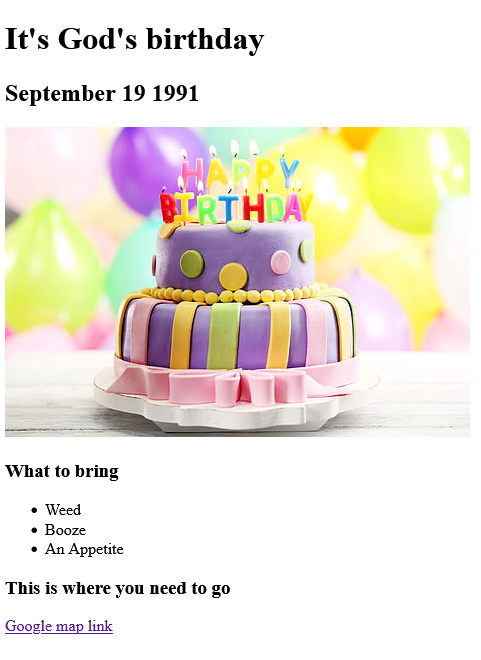 It's God's birthday
September 19 1991
HAPPY
BIRTHDAY
What to bring
Weed
Booze
An Appetite
This is where you need to go
Google map link